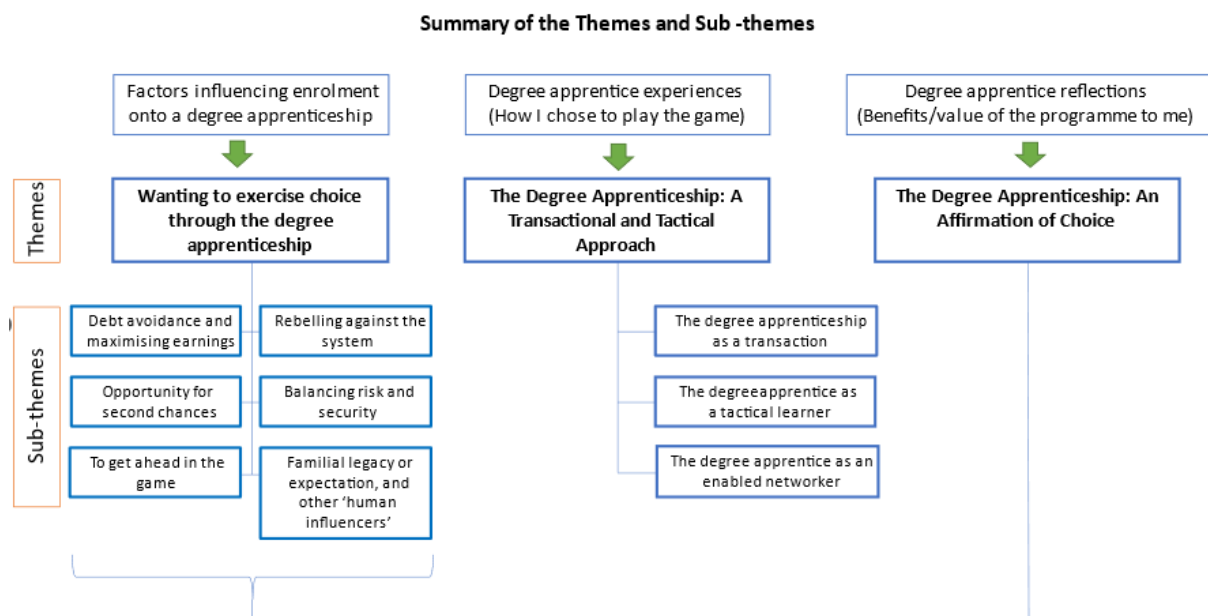 Summary of the Themes and Sub -themes
Factors influencing enrolment
onto a degree apprenticeship
Degree apprentice experiences
(How I chose to play the game)
Degree apprentice reflections
(Benefits/value of the programme to me)
Themes
Wanting to exercise choice
through the degree
apprenticeship
The Degree Apprenticeship: A
Transactional and Tactical
Approach
The Degree Apprenticeship: An
Affirmation of Choice
Sub-themes
Debt avoidance and
maximising earnings
Rebelling against the
system
Opportunity for
second chances
Balancing risk and
security
To get ahead in the
game
Familial legacy or
expectation, and
other ‘human
influencers’
The degree apprenticeship
as a transaction
The degreeapprentice as
a tactical learner
The degree apprentice as an
enabled networker